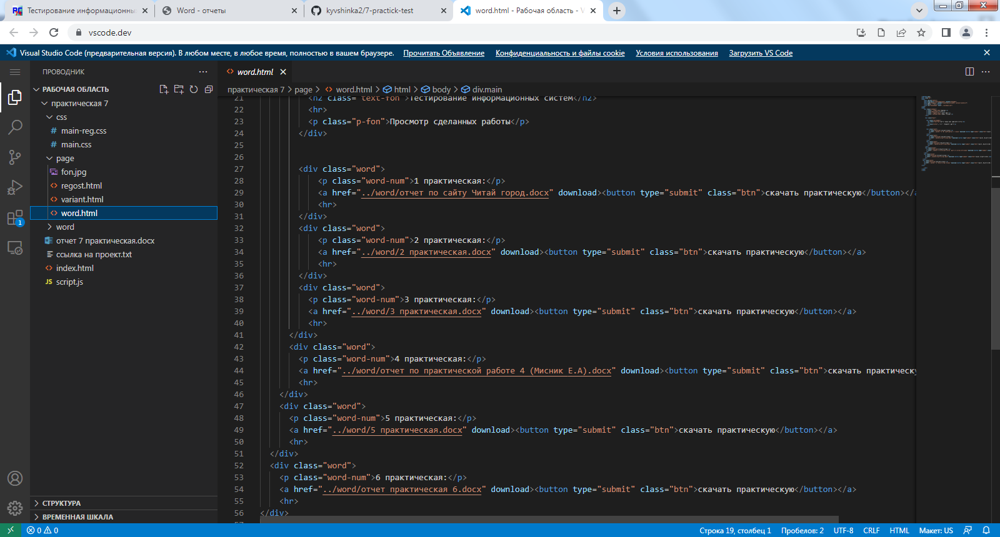 Тестирование информационны
Word - отчеты
kyvshinka2/7-practick-test
word.html - Рабочая область - V
vscode.dev
Visual Studio Code (предварительная версия). В любом месте, в любое время, полностью в вашем браузере. Прочитать Объявление Конфиденциальность и файлы cookie Условия использования Загрузить VS Code
ПРОВОДНИК
РАБОЧАЯ ОБЛАСТЬ
практическая 7
css
# main-reg.css
# main.css
page
fon.jpg
<> regost.html
<> variant.html
<> word.html
word
отчет 7 практическая.docx
ссылка на проект.txt
<> index.html
JS script.js
СТРУКТУРА
ВРЕМЕННАЯ ШКАЛА
1
<> word.html
практическая 7 > page > <> word.html > html > body > div.main
21 <h2 class="text-fon">Тестирование информационных систем</h2>
22 <hr>
23 <p class="p-fon">Просмотр сделанных работы</p>
24 </div>
25
26
27 <div class="word">
28 <p class="word-num">1 практическая:</p>
29 <a href="../word/отчет по сайту Читай город.docx" download><button type="submit" class="btn">скачать практическую</button></a
30 <hr>
31 </div>
32 <div class="word">
33 <p class="word-num">2 практическая:</p>
34 <a href="../word/2 практическая.docx" download><button type="submit" class="btn">скачать практическую</button></a>
35 <hr>
36 </div>
37 <div class="word">
38 <p class="word-num">3 практическая:</p>
39 <a href="../word/3 практическая.docx" download><button type="submit" class="btn">скачать практическую</button></a>
40 <hr>
41 </div>
42 <div class="word">
43 <p class="word-num">4 практическая:</p>
44 <a href="../word/отчет по практической работе 4 (Мисник Е.А).docx" download><button type="submit" class="btn">скачать практическу
45 <hr>
46 </div>
47 <div class="word">
48 <p class="word-num">5 практическая:</p>
49 <a href="../word/5 практическая.docx" download><button type="submit" class="btn">скачать практическую</button></a>
50 <hr>
51 </div>
52 <div class="word">
53 <p class="word-num">6 практическая:</p>
54 <a href="../word/отчет практическая 6.docx" download><button type="submit" class="btn">скачать практическую</button></a>
55 <hr>
56 </div>
57
0 0
Строка 19, столбец 1 Пробелов: 2 UTF-8 CRLF HTML Макет: US